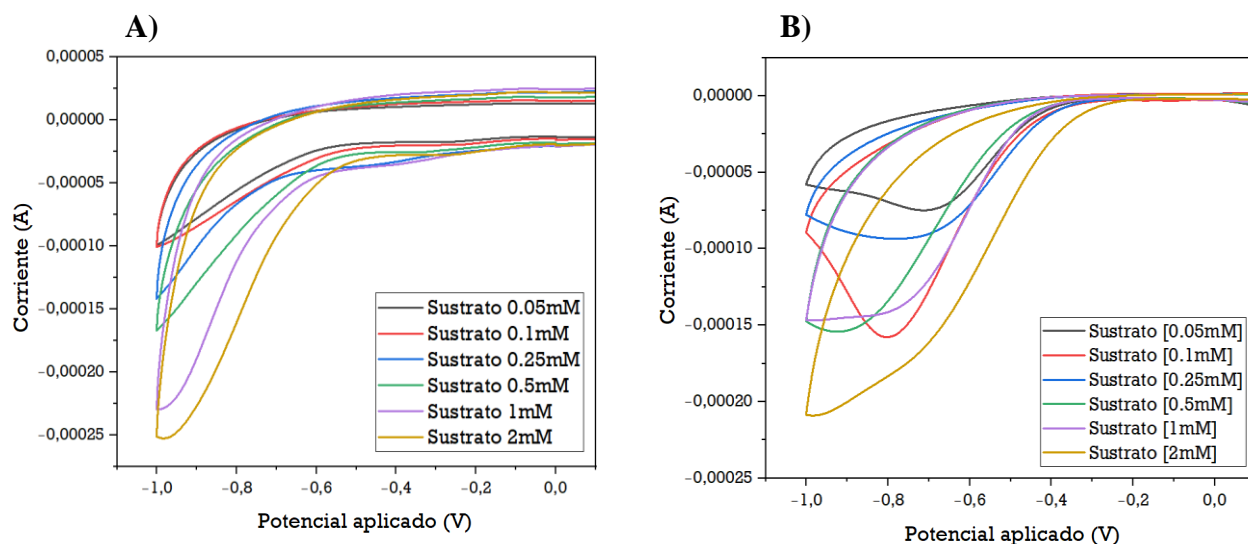 A)
0,00005
0,00000
−0,00005
−0,00010
−0,00015
−0,00020
−0,00025
Corriente (A)
Sustrato 0.05mM
Sustrato 0.1mM
Sustrato 0.25mM
Sustrato 0.5mM
Sustrato 1mM
Sustrato 2mM
−1,0 −0,8 −0,6 −0,4 −0,2 0,0
Potencial aplicado (V)
B)
0,00000
−0,00005
−0,00010
−0,00015
−0,00020
−0,00025
Corriente (A)
Sustrato [0.05mM]
Sustrato [0.1mM]
Sustrato [0.25mM]
Sustrato [0.5mM]
Sustrato [1mM]
Sustrato [2mM]
−1,0 −0,8 −0,6 −0,4 −0,2 0,0
Potencial aplicado (V)